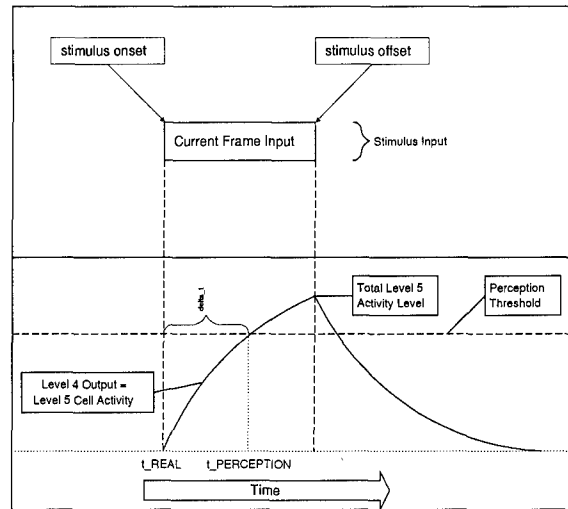 stimulus onset
stimulus offset
Current Frame Input
Stimulus Input
delta_t
Total Level 5
Activity Level
Perception
Threshold
Level 4 Output =
Level 5 Cell Activity
t_REAL
t_PERCEPTION
Time